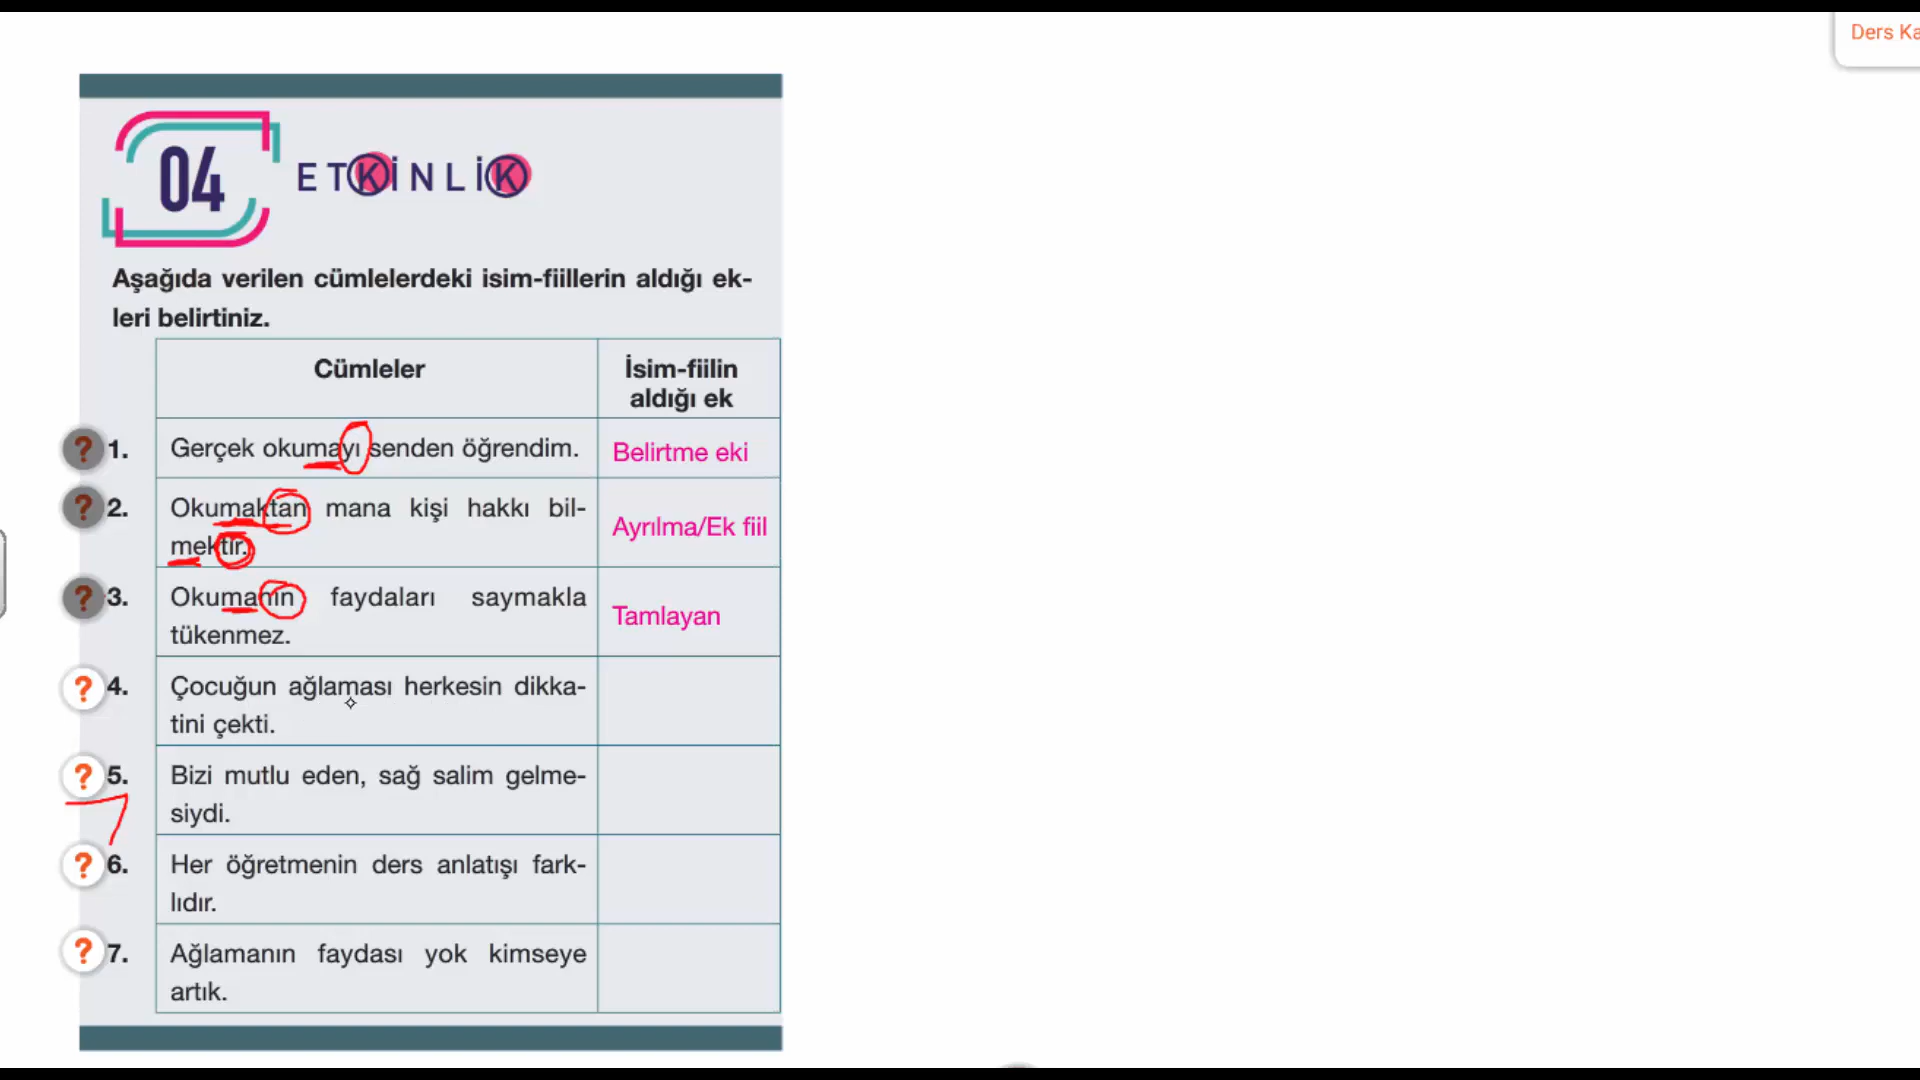 Ders Ka
04
ETKİNLİK
Aşağıda verilen cümlelerdeki isim-fiillerin aldığı ek-
leri belirtiniz.
Cümleler
İsim-fiilin
aldığı ek
? 1. Gerçek okumayı senden öğrendim. Belirtme eki
? 2. Okumaktan mana kişi hakkı bil-
mektir. Ayrılma/Ek fiil
? 3. Okumanın faydaları saymakla
tükenmez. Tamlayan
? 4. Çocuğun ağlaması herkesin dikka-
tini çekti.
? 5. Bizi mutlu eden, sağ salim gelme-
siydi.
? 6. Her öğretmenin ders anlatışı fark-
lıdır.
? 7. Ağlamanın faydası yok kimseye
artık.